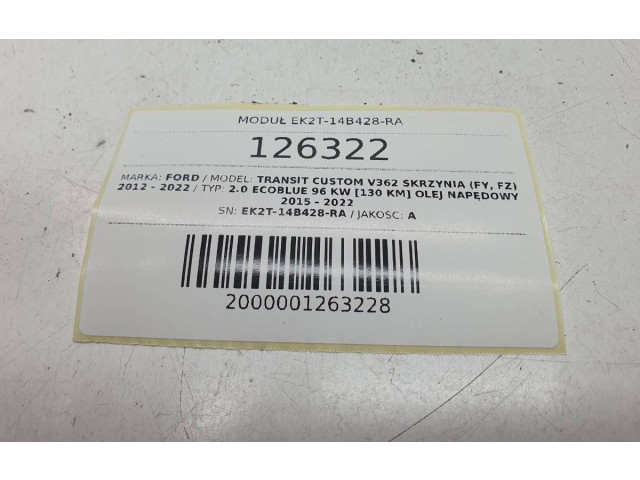 MODUŁ EK2T-14B428-RA
126322
MARKA: FORD / MODEL: TRANSIT CUSTOM V362 SKRZYNIA (FY, FZ)
2012 - 2022 / TYP: 2.0 ECOBLUE 96 KW [130 KM] OLEJ NAPĘDOWY
2015 - 2022
SN: EK2T-14B428-RA / JAKOŚĆ: A
2000001263228